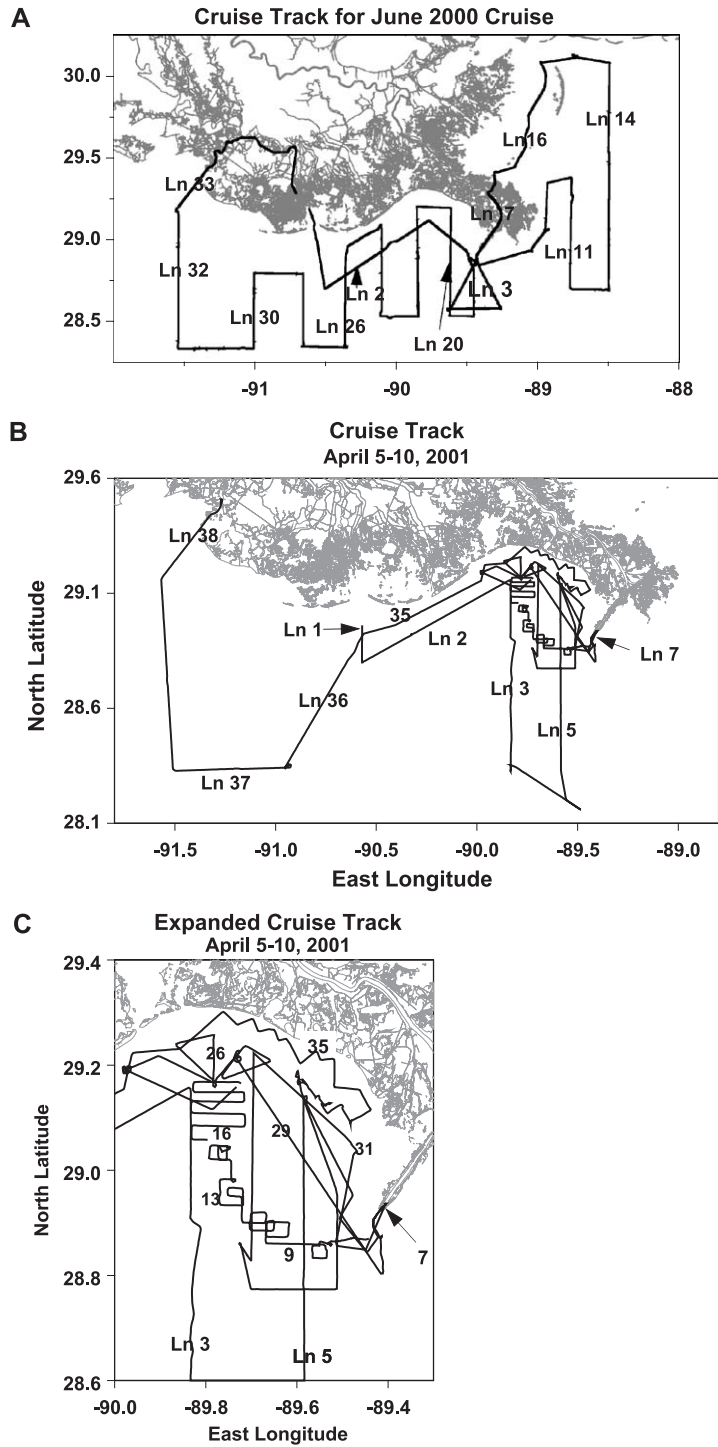 A
Cruise Track for June 2000 Cruise
30.0
29.5
29.0
28.5
Ln 33
Ln 32
Ln 30
Ln 26
Ln 2
Ln 20
Ln 3
Ln 7
Ln 16
Ln 14
Ln 11
-91
-90
-89
-88
B
Cruise Track
April 5-10, 2001
North Latitude
29.6
29.1
28.6
28.1
Ln 38
Ln 1
35
Ln 2
Ln 36
Ln 37
Ln 3
Ln 5
Ln 7
-91.5
-91.0
-90.5
-90.0
-89.5
-89.0
East Longitude
C
Expanded Cruise Track
April 5-10, 2001
North Latitude
29.4
29.2
29.0
28.8
28.6
26
35
16
29
31
13
9
7
Ln 3
Ln 5
-90.0
-89.8
-89.6
-89.4
East Longitude